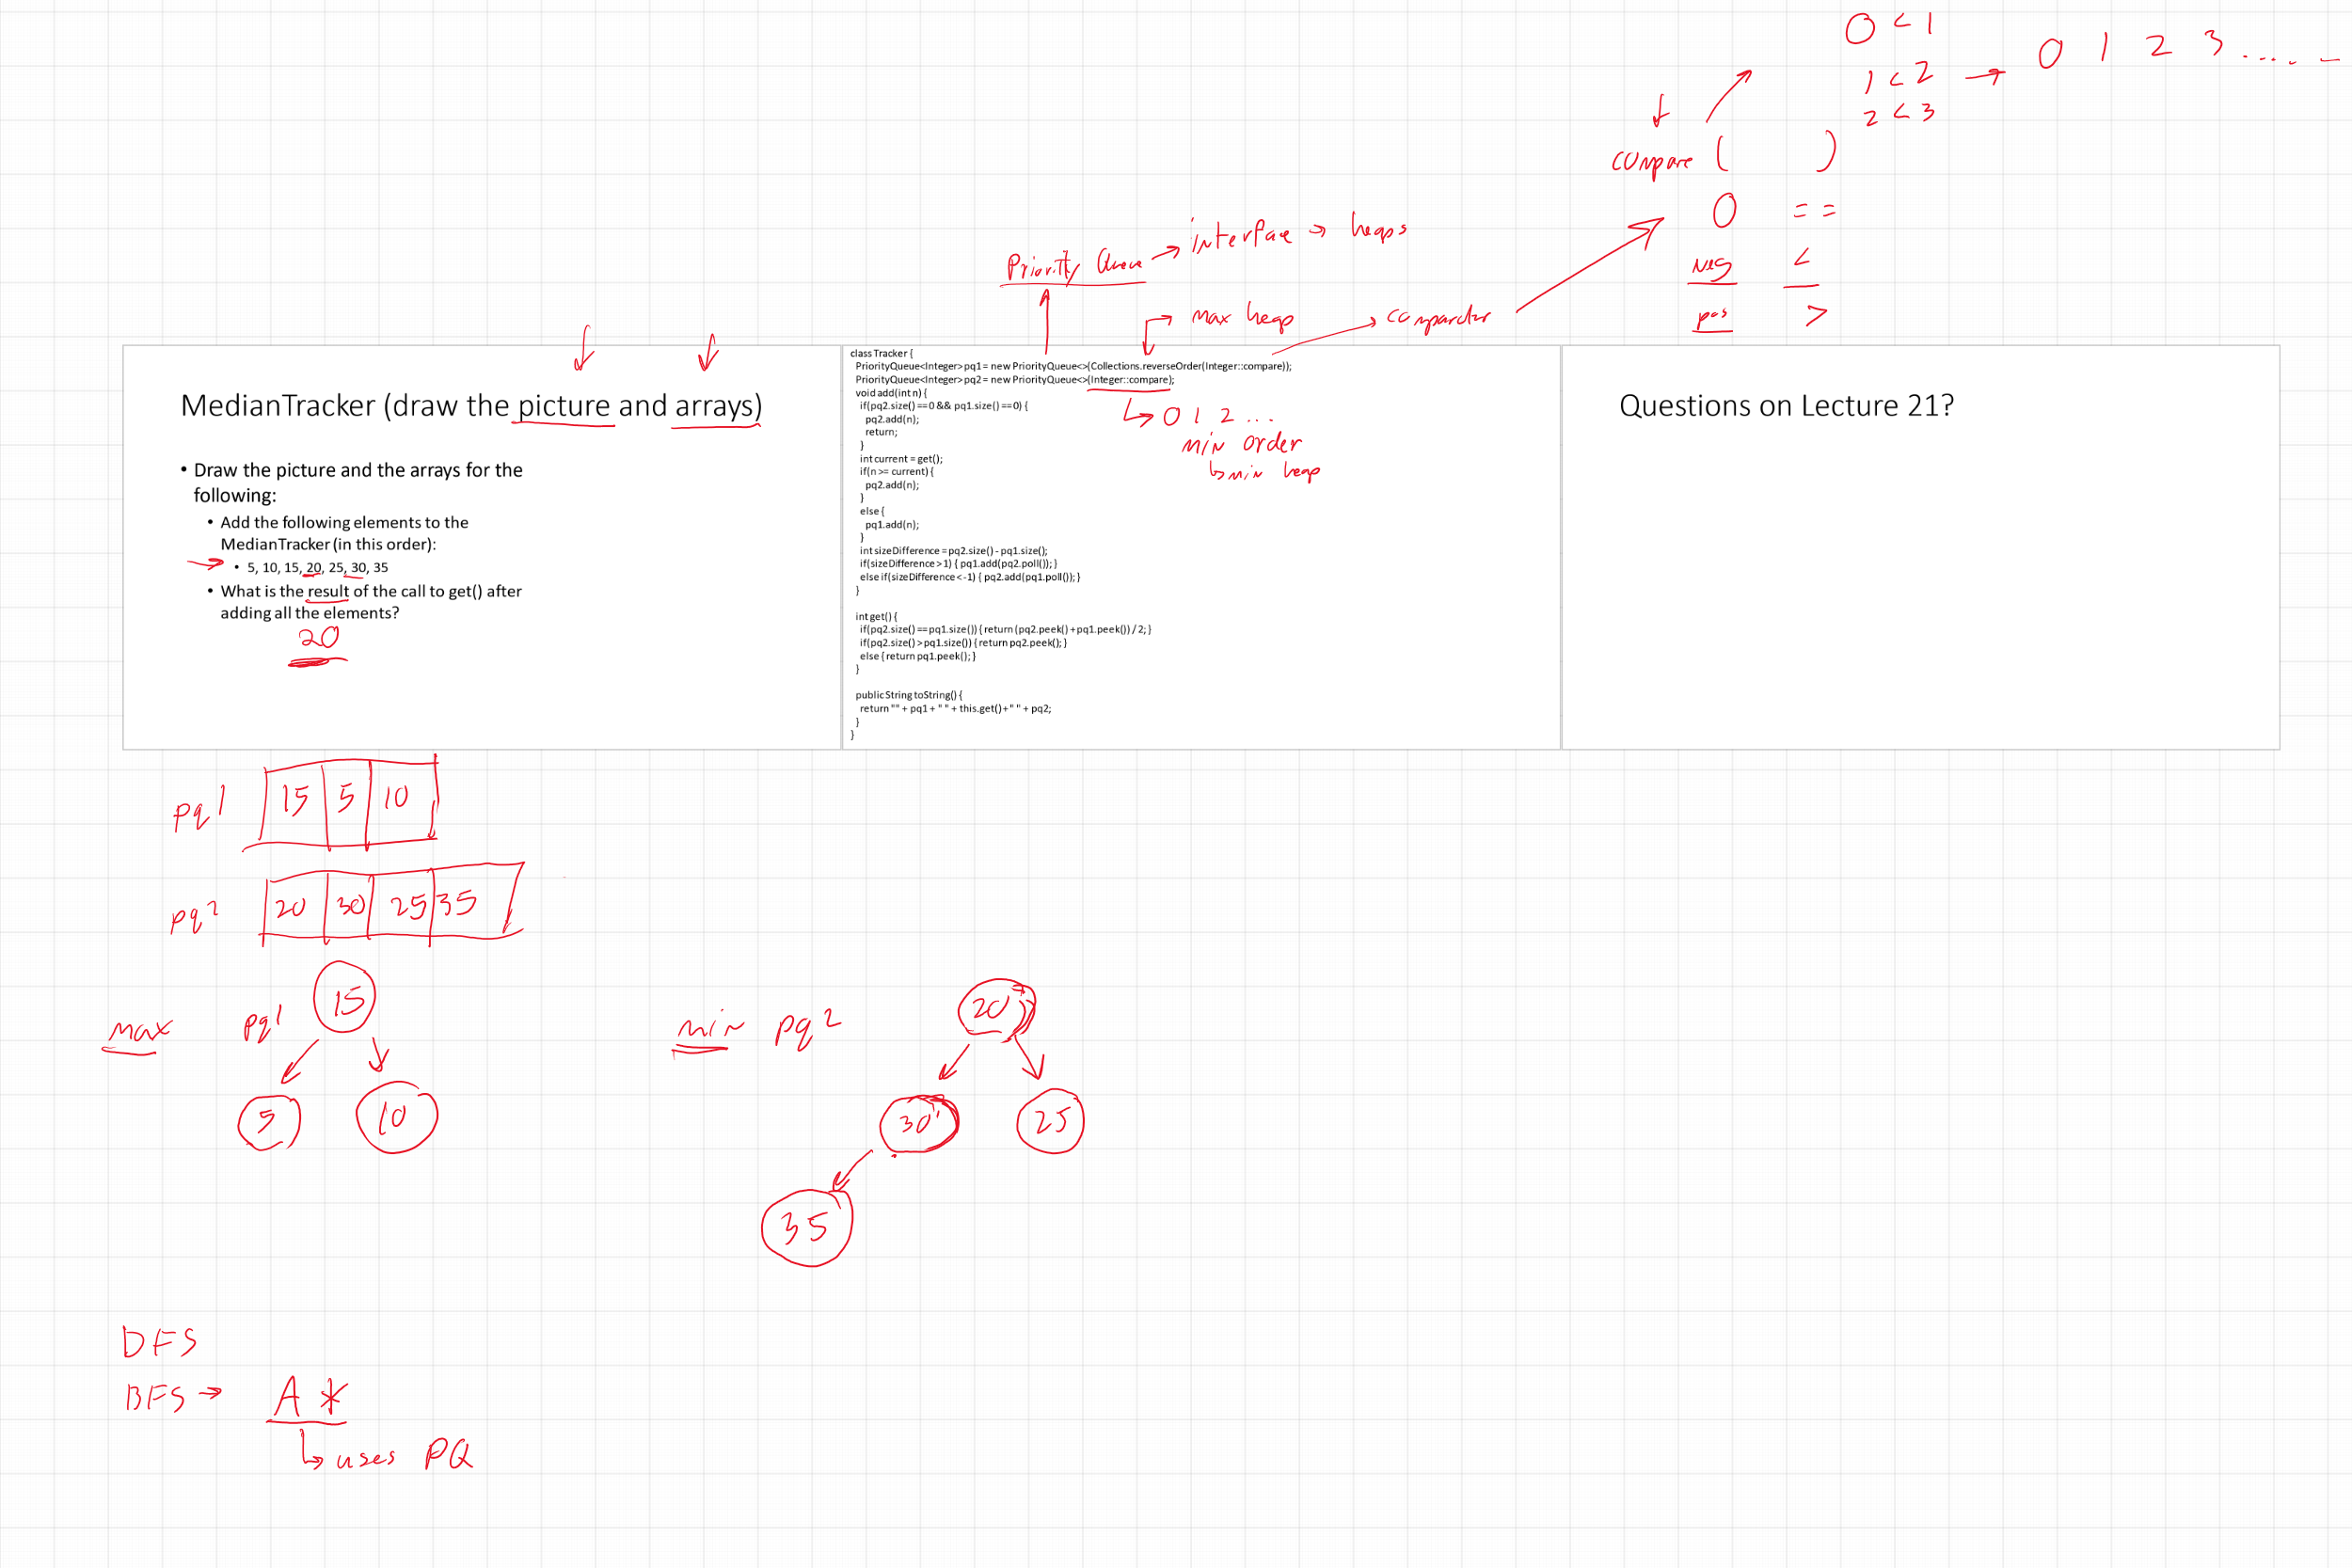 0 < 1
1 < 2 → 0 1 2 3 ..... _
2 < 3
compare ( )
0 ==
neg <
pos >
Priority Queue → interface → heaps
max heap
comparator
MedianTracker (draw the picture and arrays)
• Draw the picture and the arrays for the
following:
• Add the following elements to the
MedianTracker (in this order):
• 5, 10, 15, 20, 25, 30, 35
• What is the result of the call to get() after
adding all the elements?
20
class Tracker {
PriorityQueue<Integer> pq1 = new PriorityQueue<>(Collections.reverseOrder(Integer::compare));
PriorityQueue<Integer> pq2 = new PriorityQueue<>(Integer::compare);
void add(int n) {
if(pq2.size() == 0 && pq1.size() == 0) {
pq2.add(n);
return;
}
int current = get();
if(n >= current) {
pq2.add(n);
}
else {
pq1.add(n);
}
int sizeDifference = pq2.size() - pq1.size();
if(sizeDifference > 1) { pq1.add(pq2.poll()); }
else if(sizeDifference < -1) { pq2.add(pq1.poll()); }
}
int get() {
if(pq2.size() == pq1.size()) { return (pq2.peek() + pq1.peek()) / 2; }
if(pq2.size() > pq1.size()) { return pq2.peek(); }
else { return pq1.peek(); }
}
public String toString() {
return "" + pq1 + " " + this.get() + " " + pq2;
}
}
0 1 2 ...
min order
↳ min heap
Questions on Lecture 21?
pq1 15 5 10
pq2 20 30 25 35
max pq1 15
5 10
min pq2 20
30 25
35
DFS
BFS → A *
↳ uses PQ